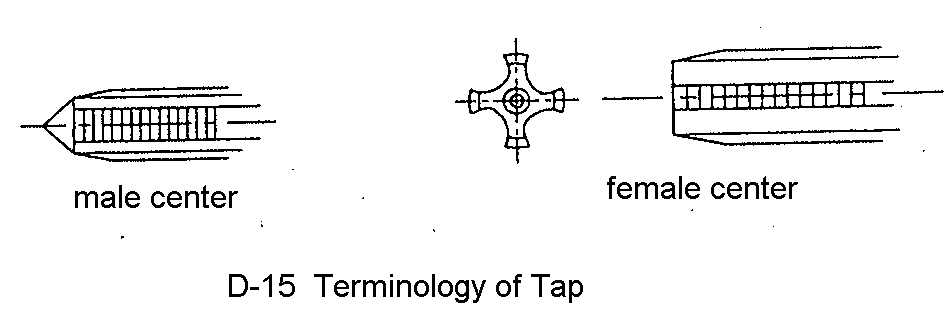 male center
female center
D-15 Terminology of Tap